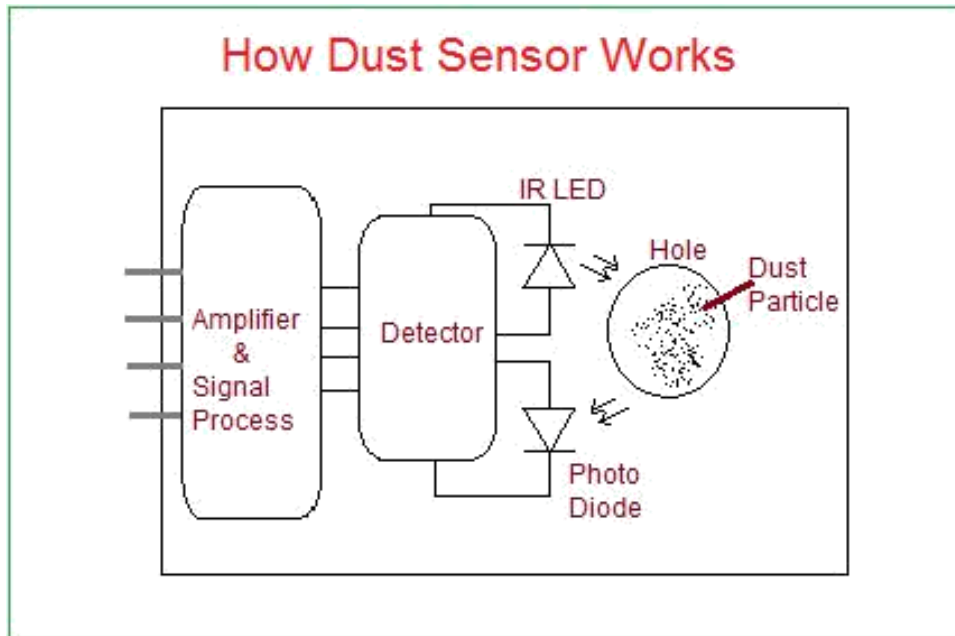 How Dust Sensor Works
IR LED
Hole
Dust
Particle
Amplifier
&
Signal
Process
Detector
Photo
Diode